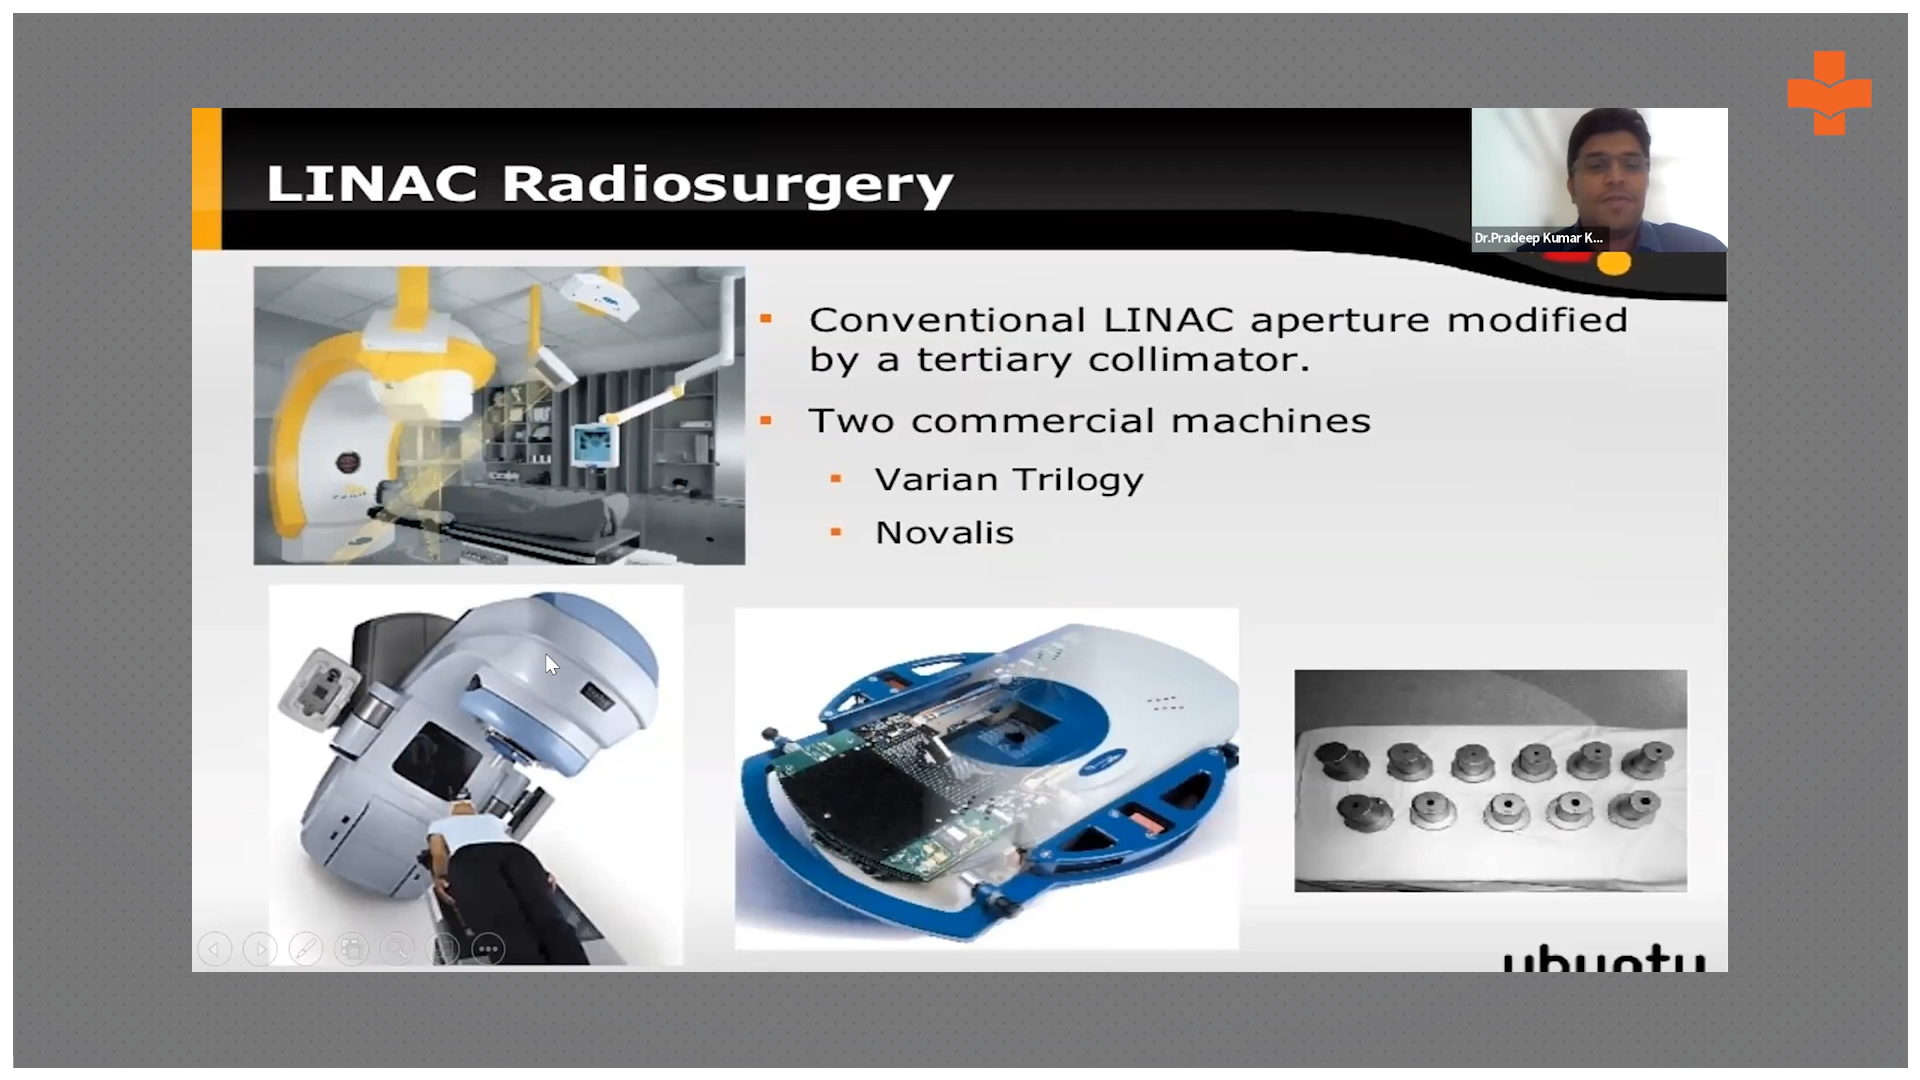 LINAC Radiosurgery
Dr.Pradeep Kumar K...
Conventional LINAC aperture modified
by a tertiary collimator.
Two commercial machines
Varian Trilogy
Novalis
ubuntu